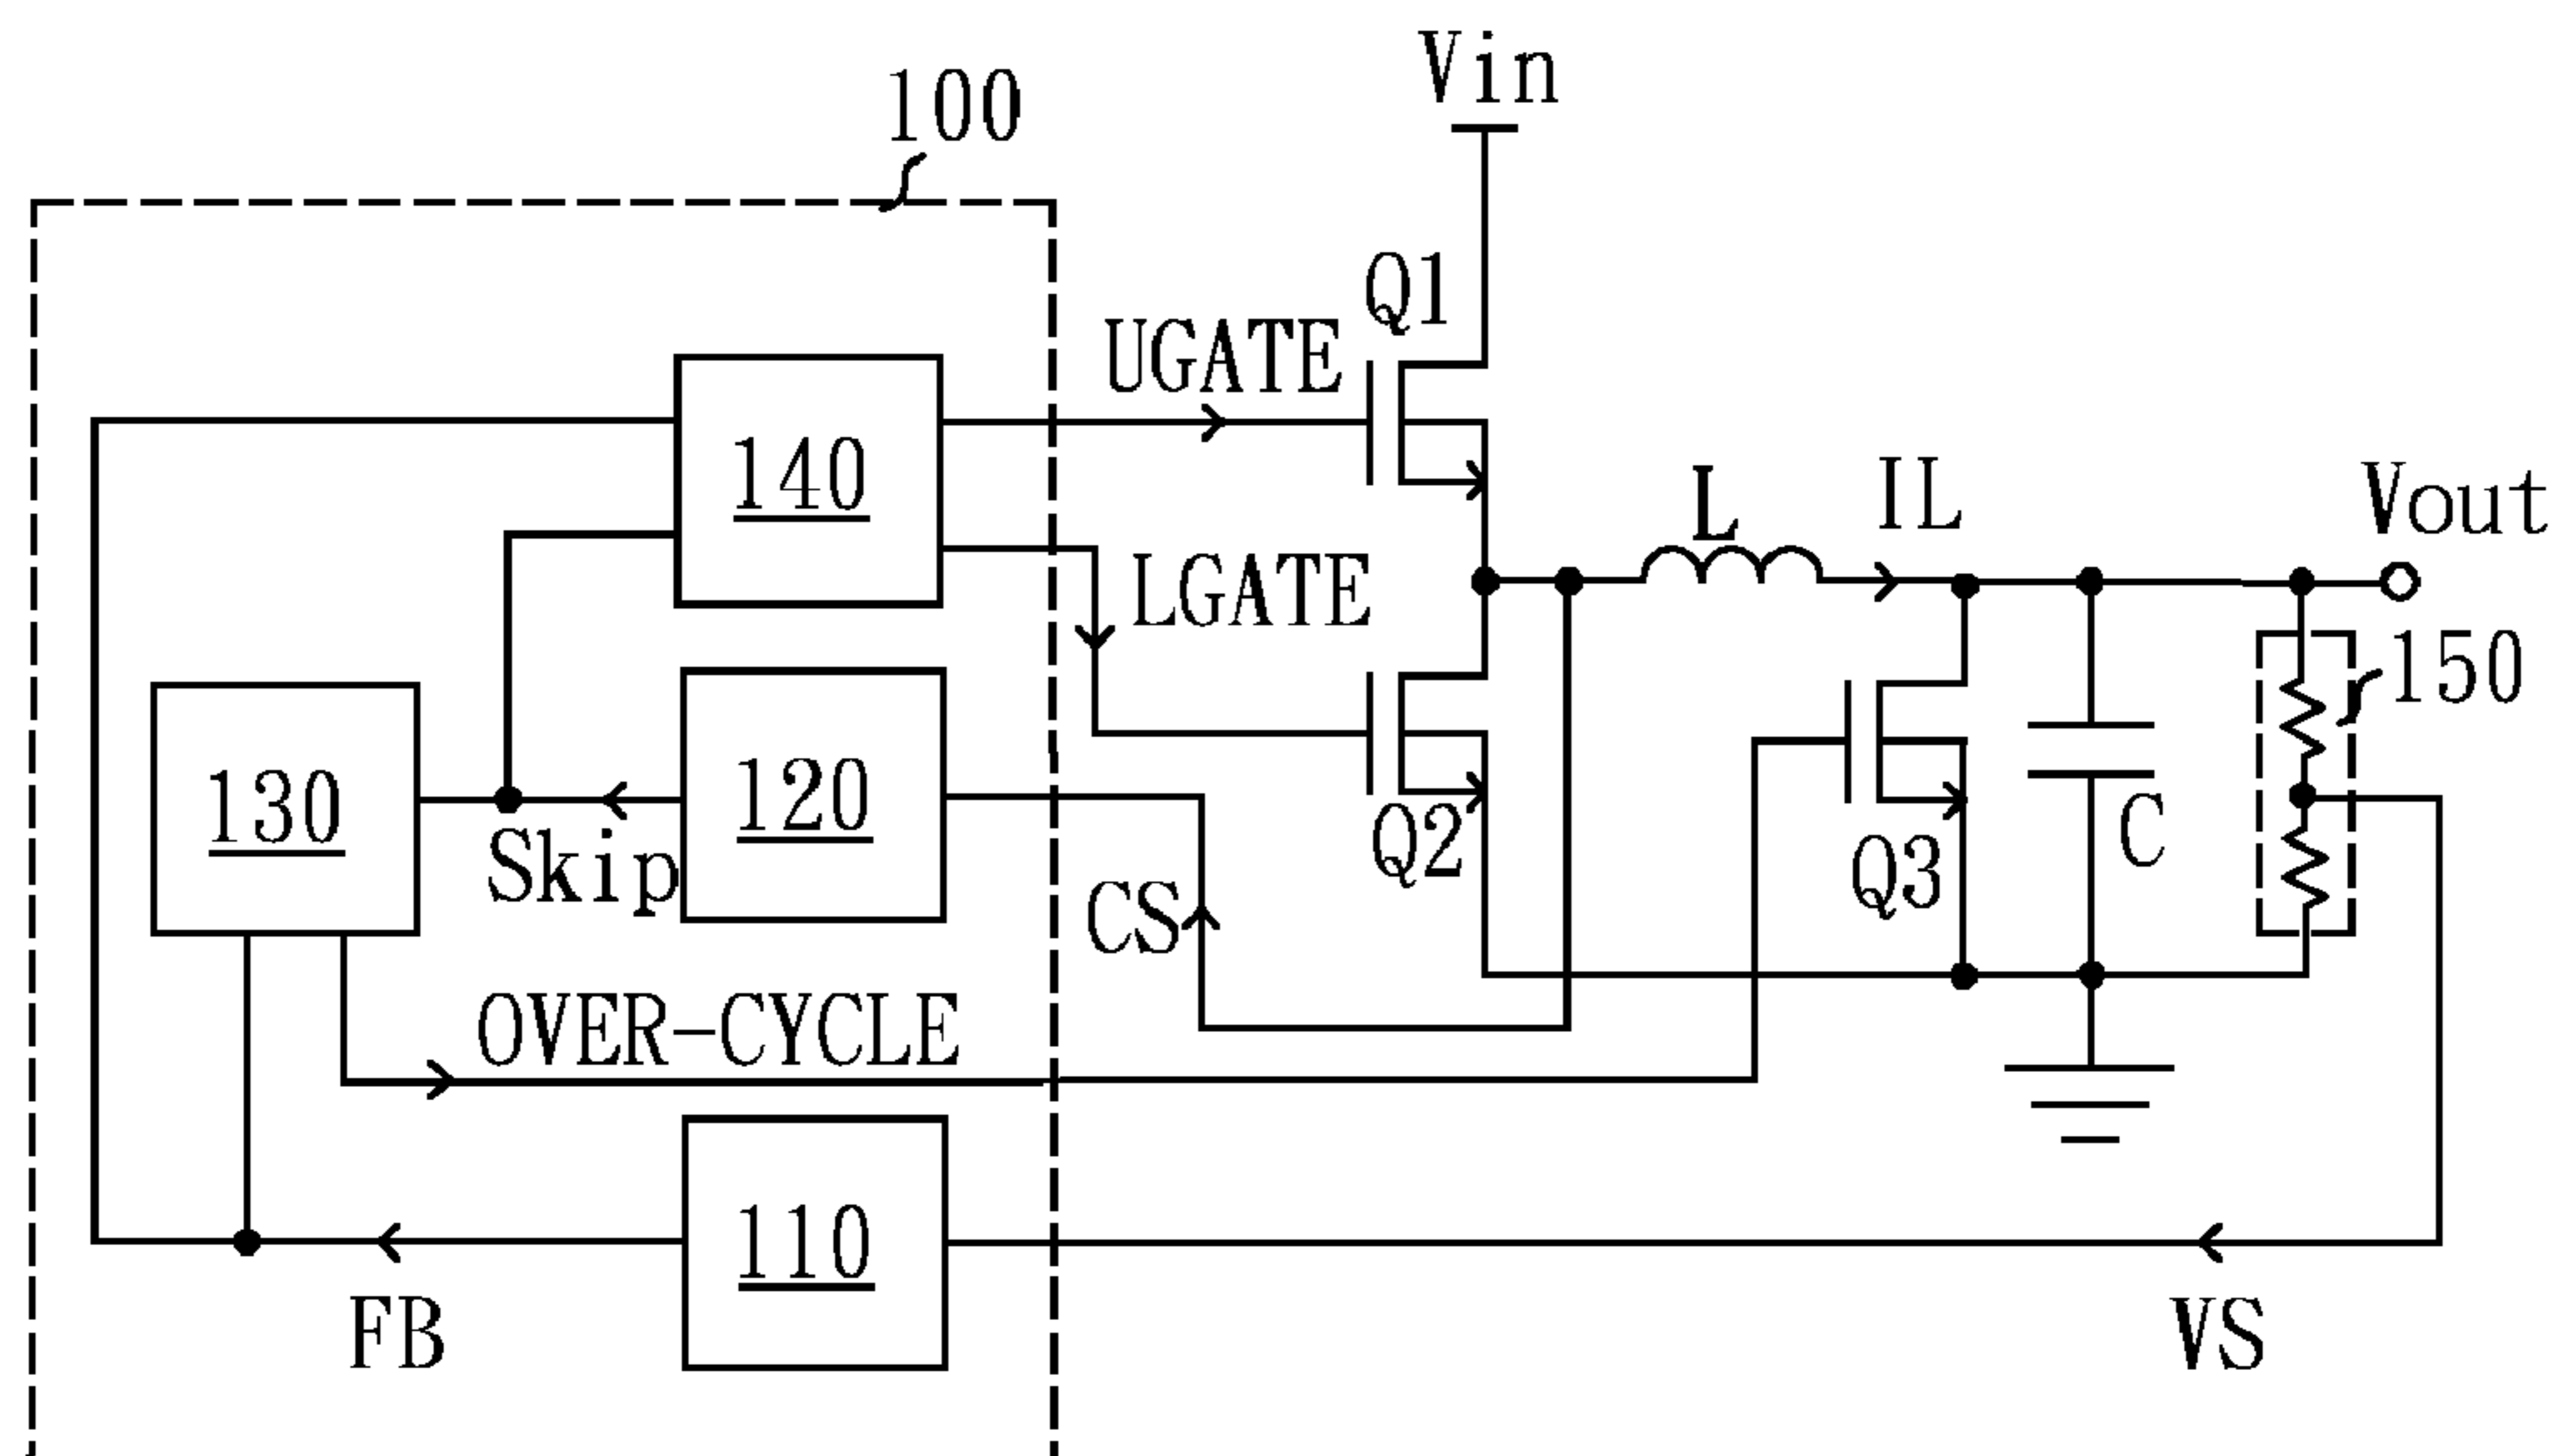 Vin
100
Q1
UGATE
140
L
IL
Vout
LGATE
150
130
120
Skip
Q2
Q3
C
CS
OVER-CYCLE
110
FB
VS